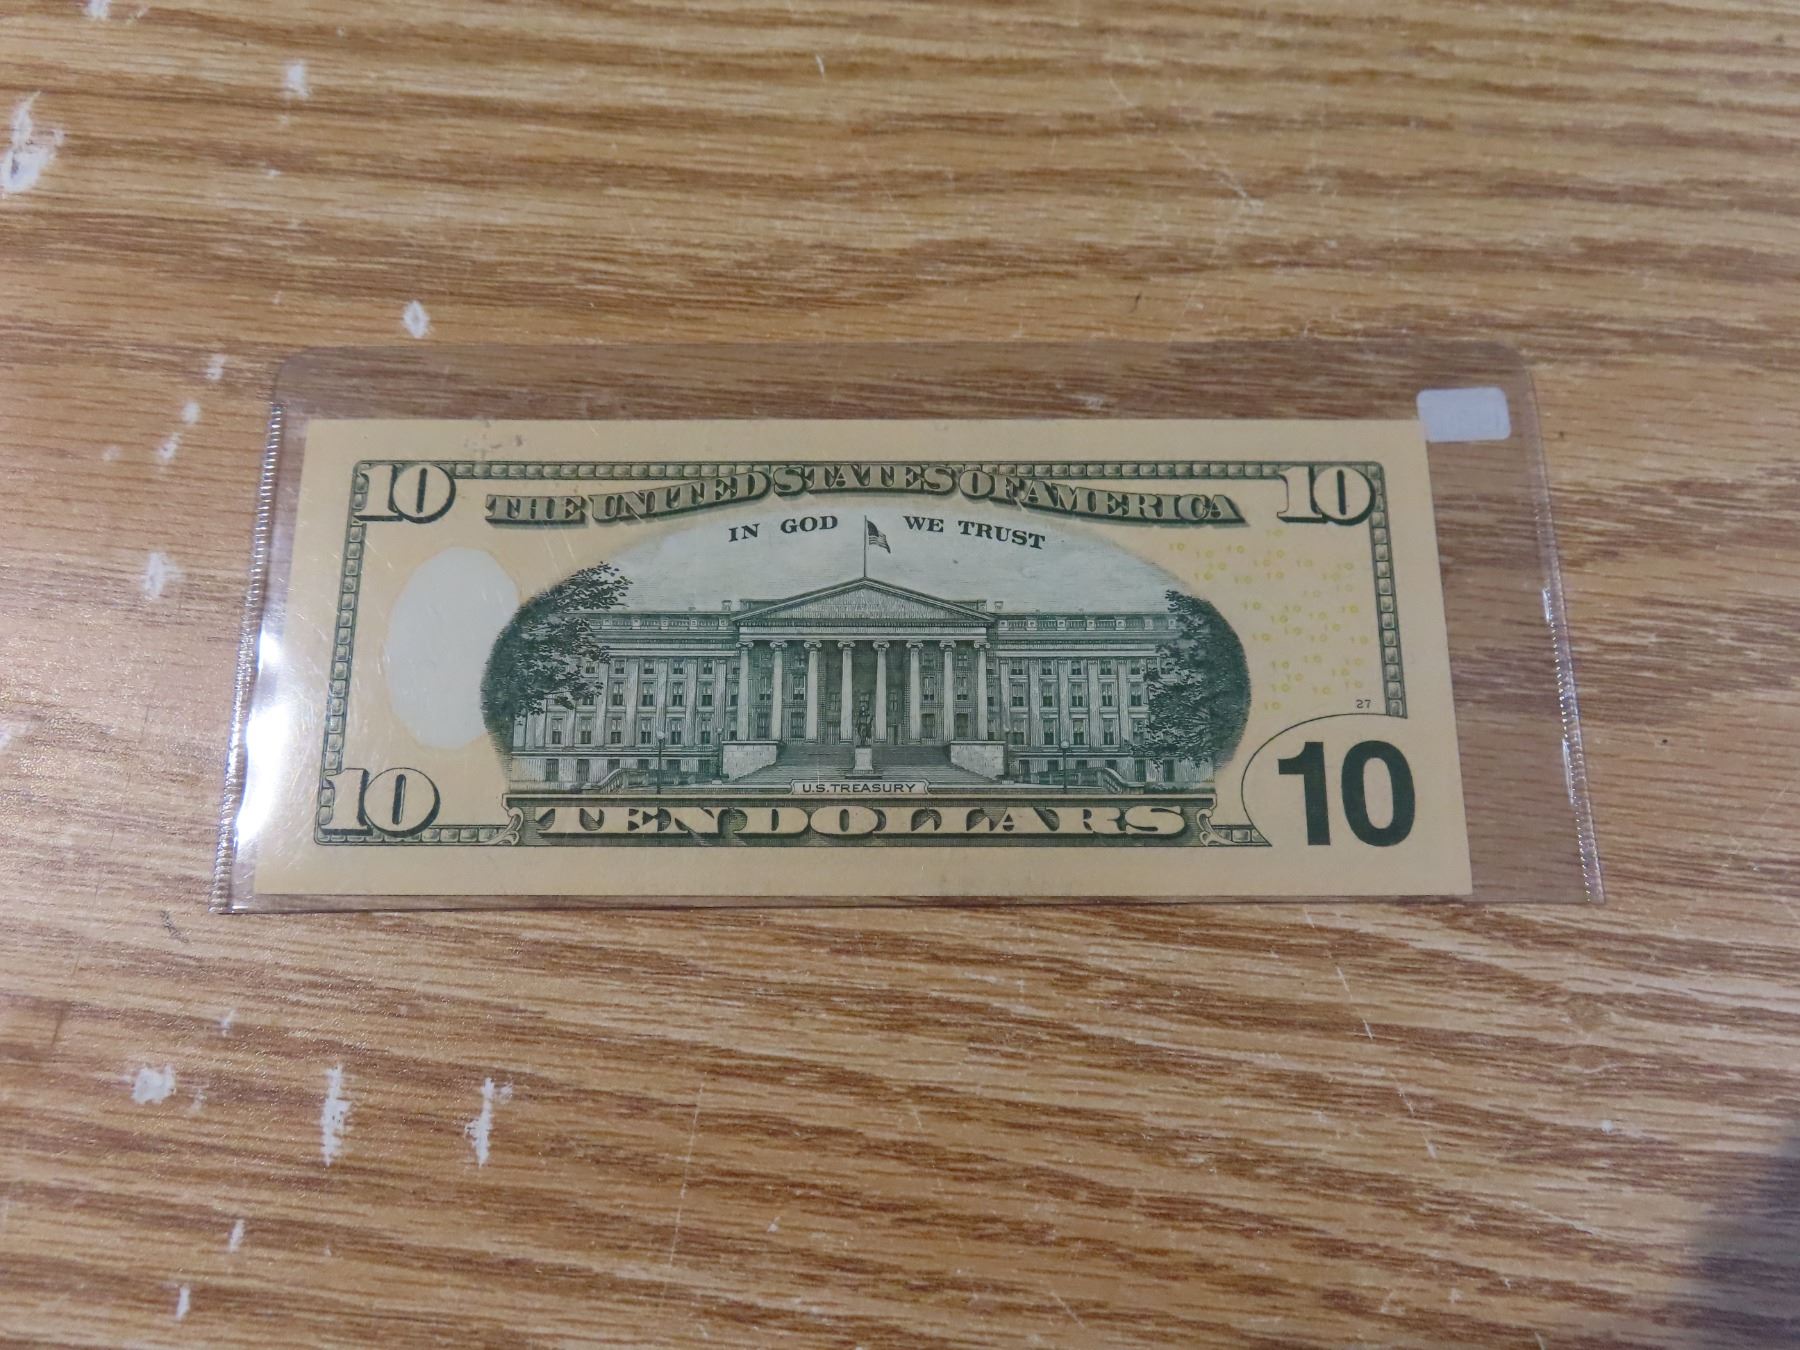 10 THE UNITED STATES OF AMERICA 10
IN GOD WE TRUST
27
U.S. TREASURY
10 TEN DOLLARS 10